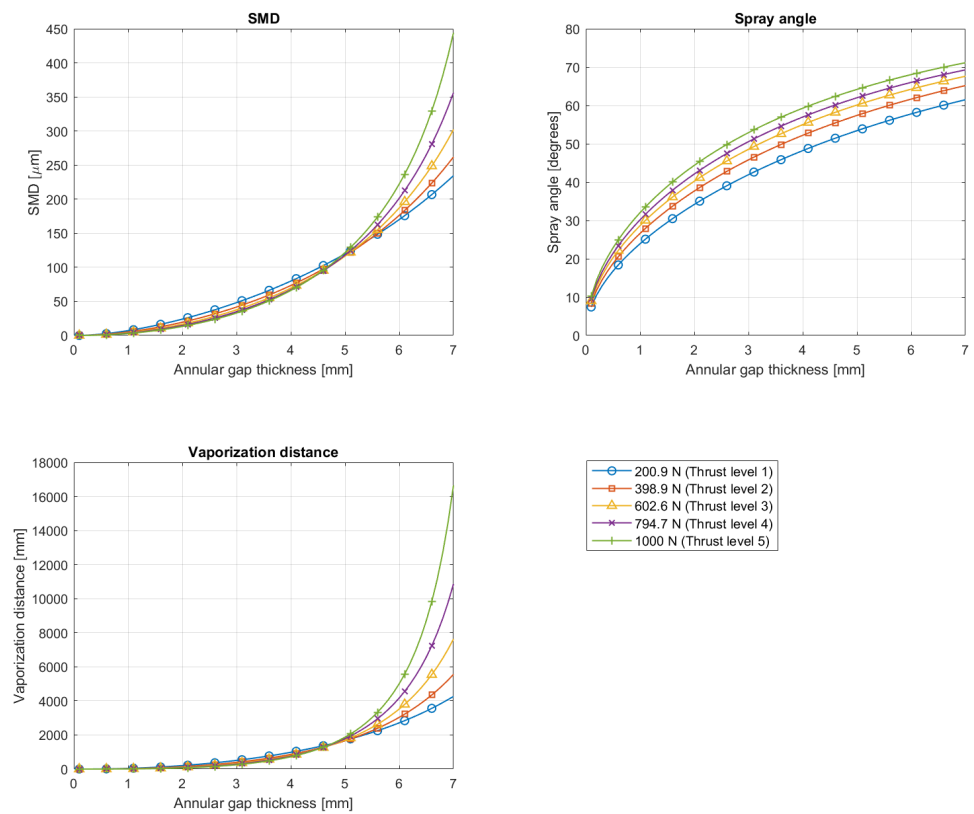 SMD
450
400
350
300
250
200
150
100
50
0
SMD [μm]
0 1 2 3 4 5 6 7
Annular gap thickness [mm]
Spray angle
80
70
60
50
40
30
20
10
0
Spray angle [degrees]
0 1 2 3 4 5 6 7
Annular gap thickness [mm]
Vaporization distance
18000
16000
14000
12000
10000
8000
6000
4000
2000
0
Vaporization distance [mm]
0 1 2 3 4 5 6 7
Annular gap thickness [mm]
200.9 N (Thrust level 1)
398.9 N (Thrust level 2)
602.6 N (Thrust level 3)
794.7 N (Thrust level 4)
1000 N (Thrust level 5)